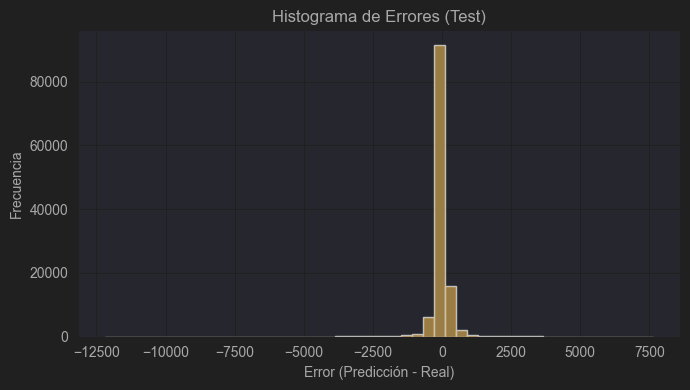 Histograma de Errores (Test)
80000
60000
40000
20000
0
Frecuencia
−12500 −10000 −7500 −5000 −2500 0 2500 5000 7500
Error (Predicción - Real)